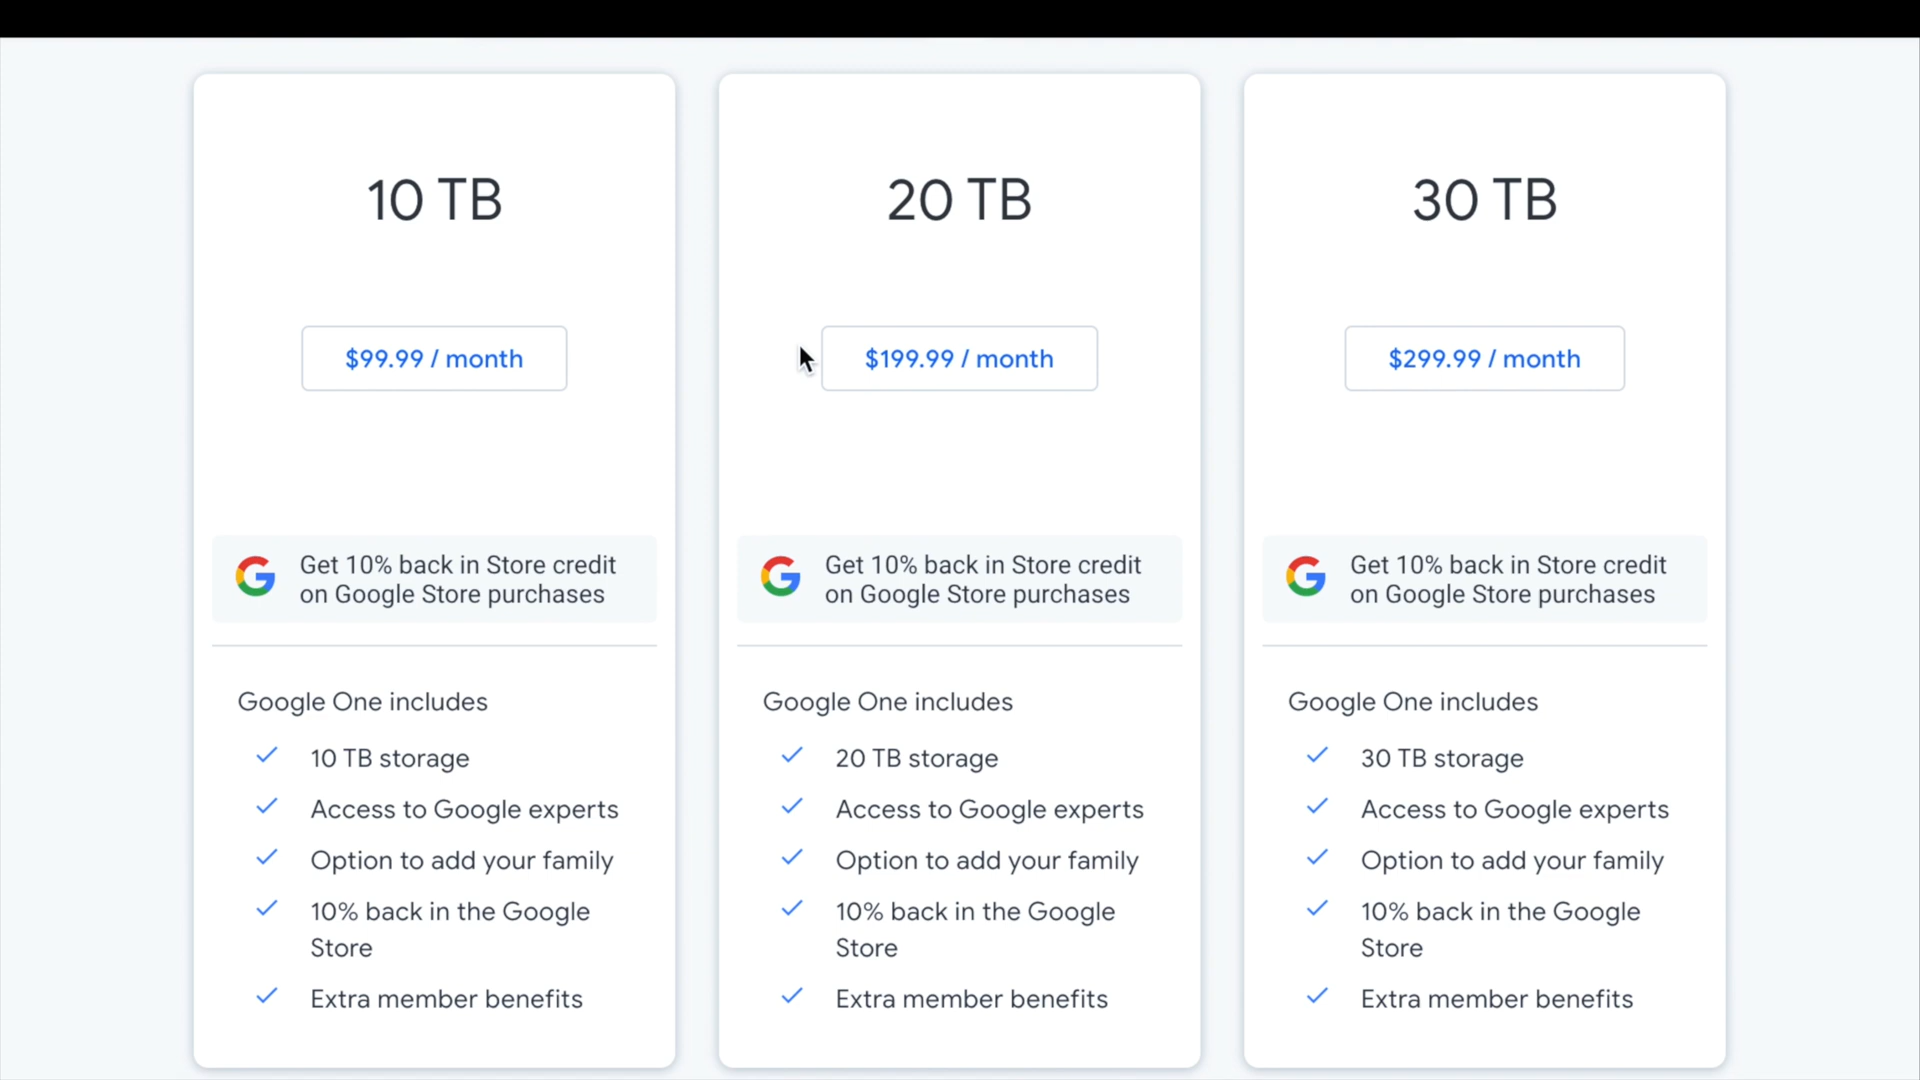 10 TB
$99.99 / month
Get 10% back in Store credit
on Google Store purchases
Google One includes
10 TB storage
Access to Google experts
Option to add your family
10% back in the Google
Store
Extra member benefits
20 TB
$199.99 / month
Get 10% back in Store credit
on Google Store purchases
Google One includes
20 TB storage
Access to Google experts
Option to add your family
10% back in the Google
Store
Extra member benefits
30 TB
$299.99 / month
Get 10% back in Store credit
on Google Store purchases
Google One includes
30 TB storage
Access to Google experts
Option to add your family
10% back in the Google
Store
Extra member benefits